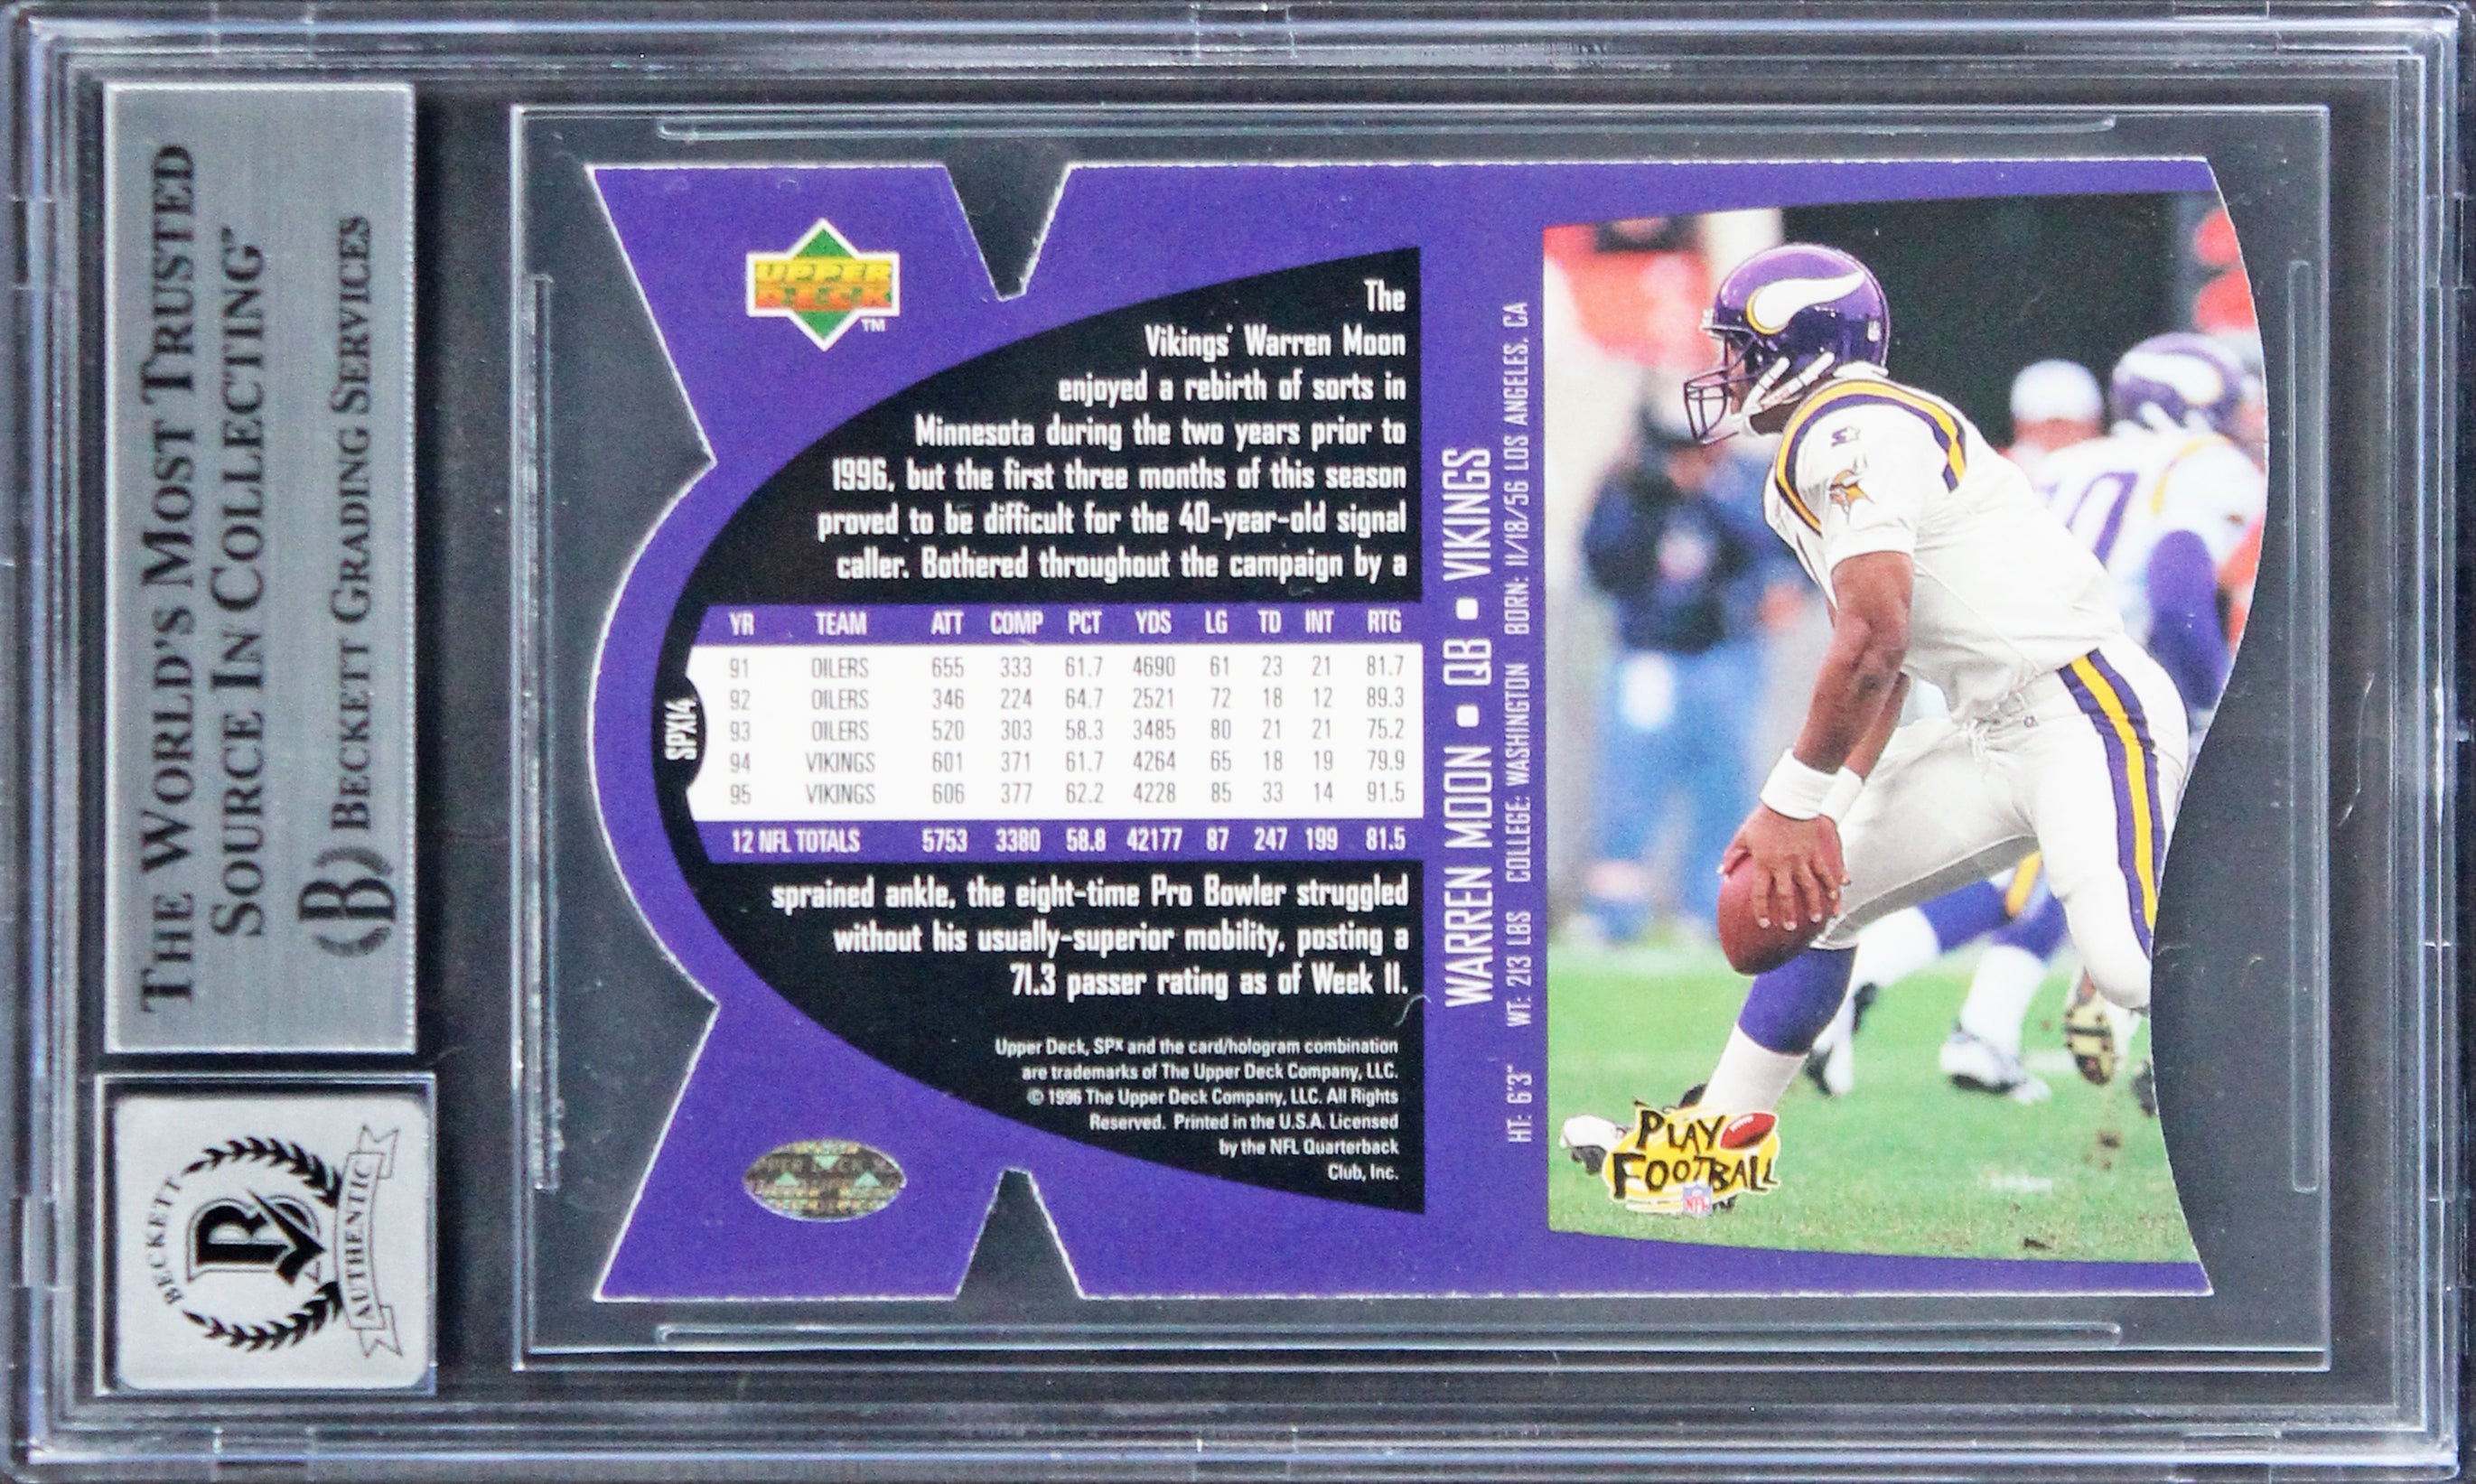 THE WORLD'S MOST TRUSTED
SOURCE IN COLLECTING™
BECKETT GRADING SERVICES
BECKETT
B
AUTHENTIC
UPPER
DECK
TM
The
Vikings' Warren Moon
enjoyed a rebirth of sorts in
Minnesota during the two years prior to
1996, but the first three months of this season
proved to be difficult for the 40-year-old signal
caller. Bothered throughout the campaign by a
YR TEAM ATT COMP PCT YDS LG TD INT RTG
91 OILERS 655 333 61.7 4690 61 23 21 81.7
92 OILERS 346 224 64.7 2521 72 18 12 89.3
93 OILERS 520 303 58.3 3485 80 21 21 75.2
94 VIKINGS 601 371 61.7 4264 65 18 19 79.9
95 VIKINGS 606 377 62.2 4228 85 33 14 91.5
12 NFL TOTALS 5753 3380 58.8 42177 87 247 199 81.5
SPX14
sprained ankle, the eight-time Pro Bowler struggled
without his usually-superior mobility, posting a
71.3 passer rating as of Week 11.
Upper Deck, SPx and the card/hologram combination
are trademarks of The Upper Deck Company, LLC.
© 1996 The Upper Deck Company, LLC. All Rights
Reserved. Printed in the U.S.A. Licensed
by the NFL Quarterback
Club, Inc.
WARREN MOON ▪ QB ▪ VIKINGS
HT: 6'3" WT: 213 LBS COLLEGE: WASHINGTON BORN: 11/18/56 LOS ANGELES, CA
PLAY
FOOTBALL
NFL